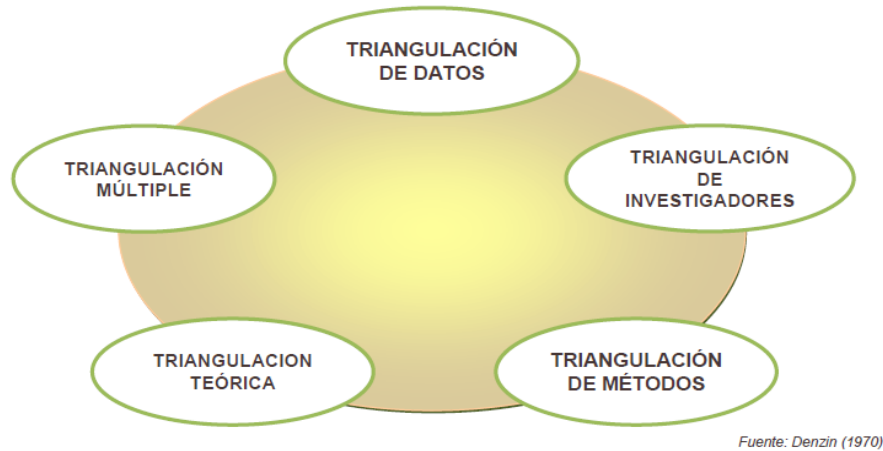 TRIANGULACIÓN
DE DATOS
TRIANGULACIÓN
MÚLTIPLE
TRIANGULACIÓN
DE
INVESTIGADORES
TRIANGULACION
TEÓRICA
TRIANGULACIÓN
DE MÉTODOS
Fuente: Denzin (1970)